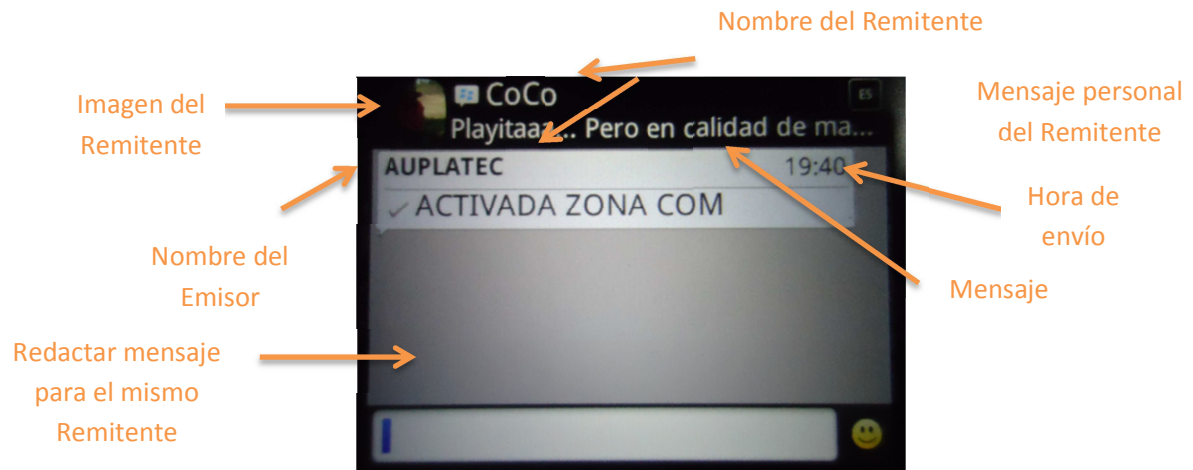 Nombre del Remitente
Imagen del
Remitente
CoCo
ES
Playitaaa... Pero en calidad de ma...
Mensaje personal
del Remitente
AUPLATEC 19:40
ACTIVADA ZONA COM
Hora de
envío
Nombre del
Emisor
Mensaje
Redactar mensaje
para el mismo
Remitente